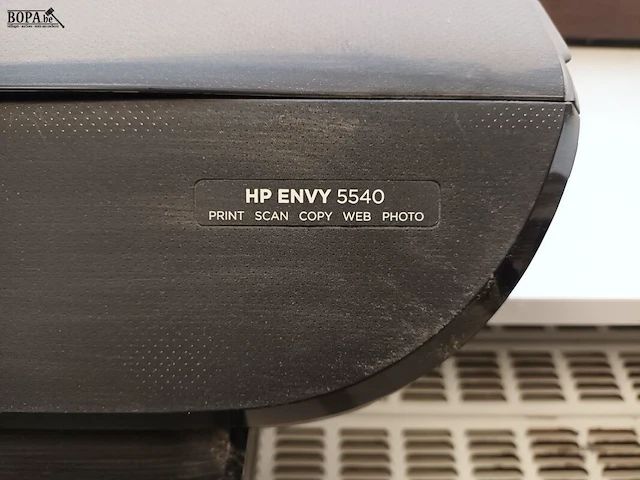 BOPA.be
HP ENVY 5540
PRINT SCAN COPY WEB PHOTO